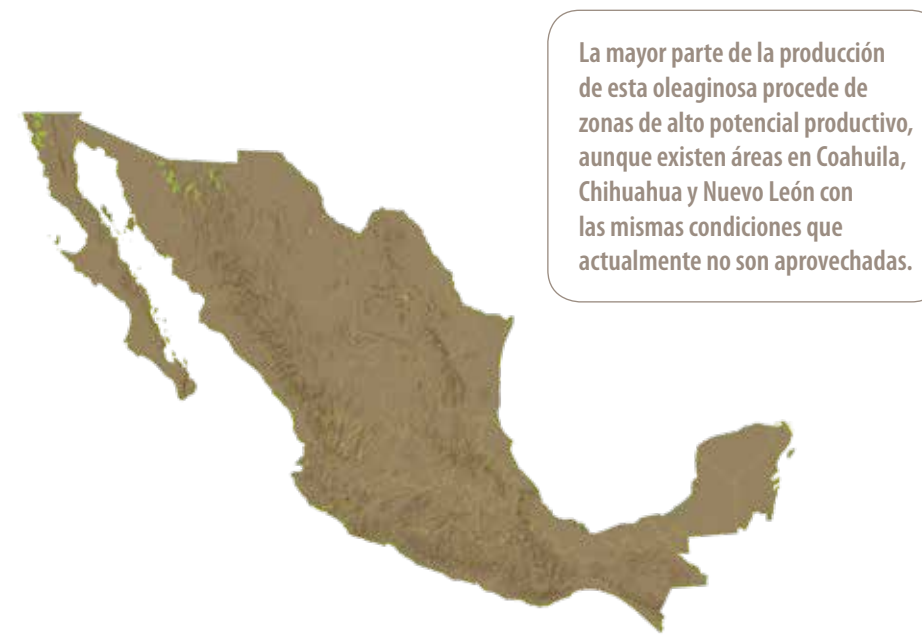 La mayor parte de la producción
de esta oleaginosa procede de
zonas de alto potencial productivo,
aunque existen áreas en Coahuila,
Chihuahua y Nuevo León con
las mismas condiciones que
actualmente no son aprovechadas.